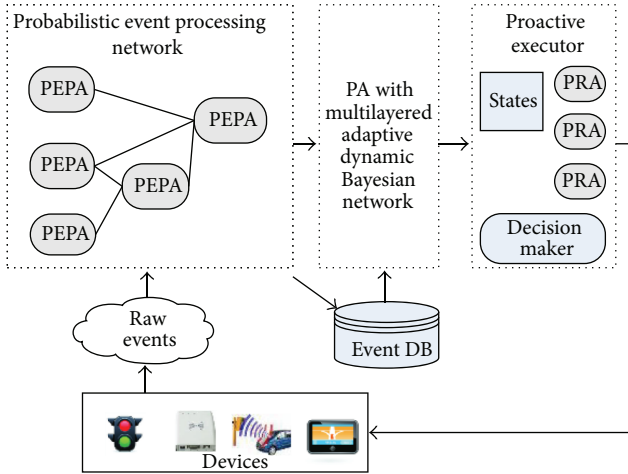 Probabilistic event processing
network
PEPA
PEPA
PEPA
PEPA
PEPA
PA with
multilayered
adaptive
dynamic
Bayesian
network
Proactive
executor
States
PRA
PRA
PRA
Decision
maker
Raw
events
Event DB
Devices